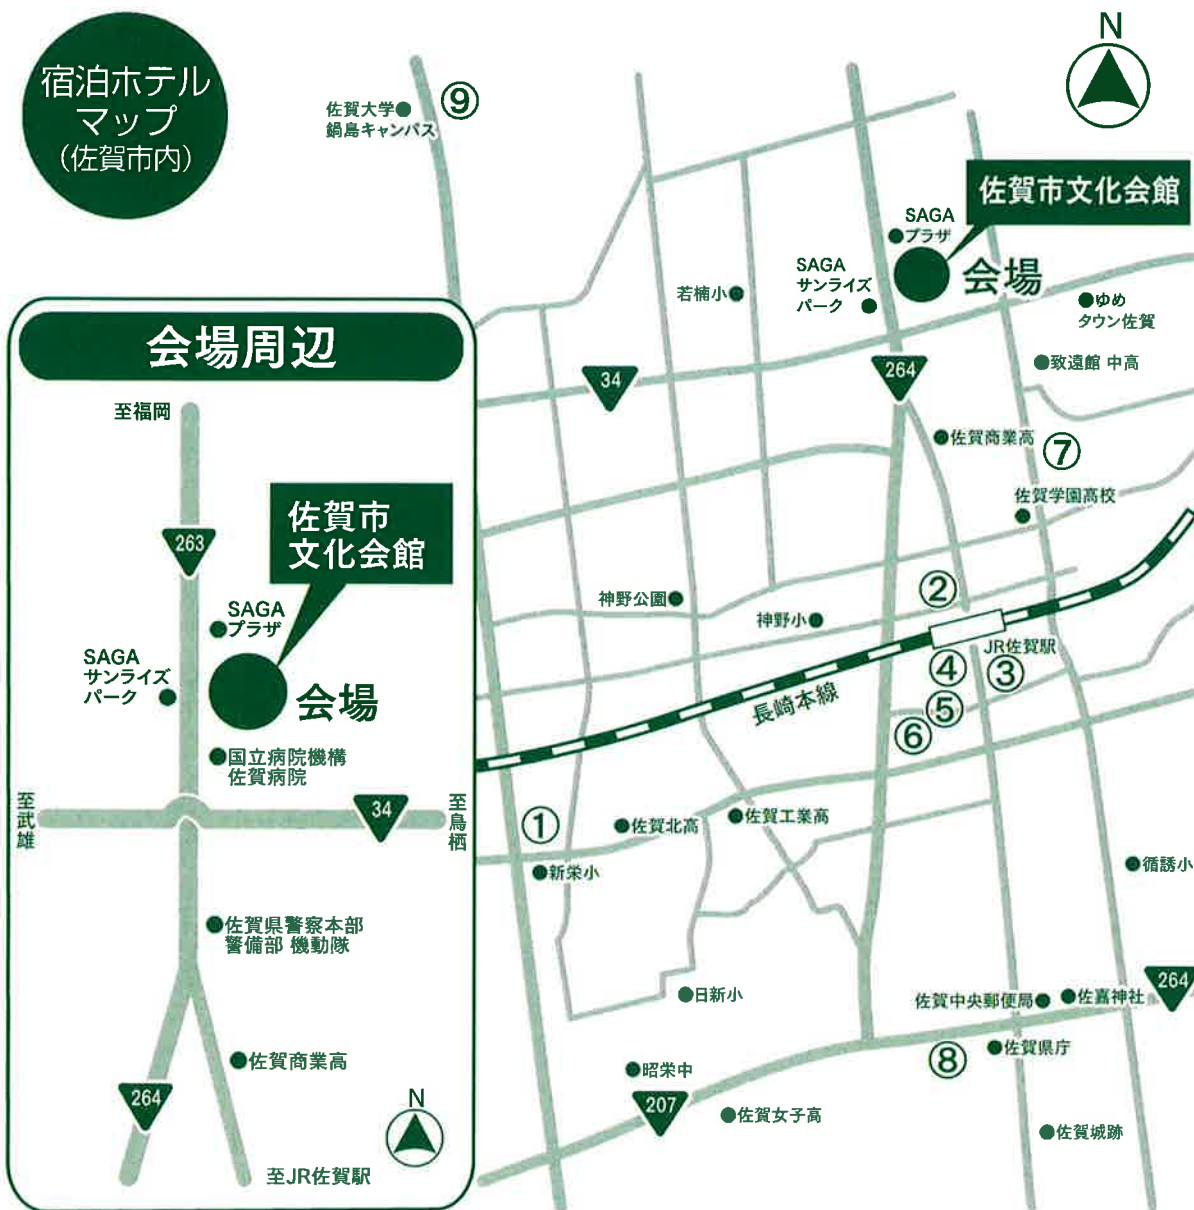 宿泊ホテル
マップ
（佐賀市内）
N
佐賀大学
鍋島キャンパス
⑨
佐賀市文化会館
SAGA
プラザ
会場
SAGA
サンライズ
パーク
若楠小
ゆめ
タウン佐賀
致遠館 中高
34
264
佐賀商業高
⑦
佐賀学園高校
②
神野公園
神野小
JR佐賀駅
④
③
長崎本線
⑤
⑥
①
佐賀北高
佐賀工業高
新栄小
循誘小
日新小
佐賀中央郵便局
佐嘉神社
264
佐賀県庁
⑧
昭栄中
207
佐賀女子高
佐賀城跡
会場周辺
至福岡
263
佐賀市
文化会館
SAGA
プラザ
SAGA
サンライズ
パーク
会場
国立病院機構
佐賀病院
至武雄
34
至鳥栖
佐賀県警察本部
警備部 機動隊
佐賀商業高
264
N
至JR佐賀駅